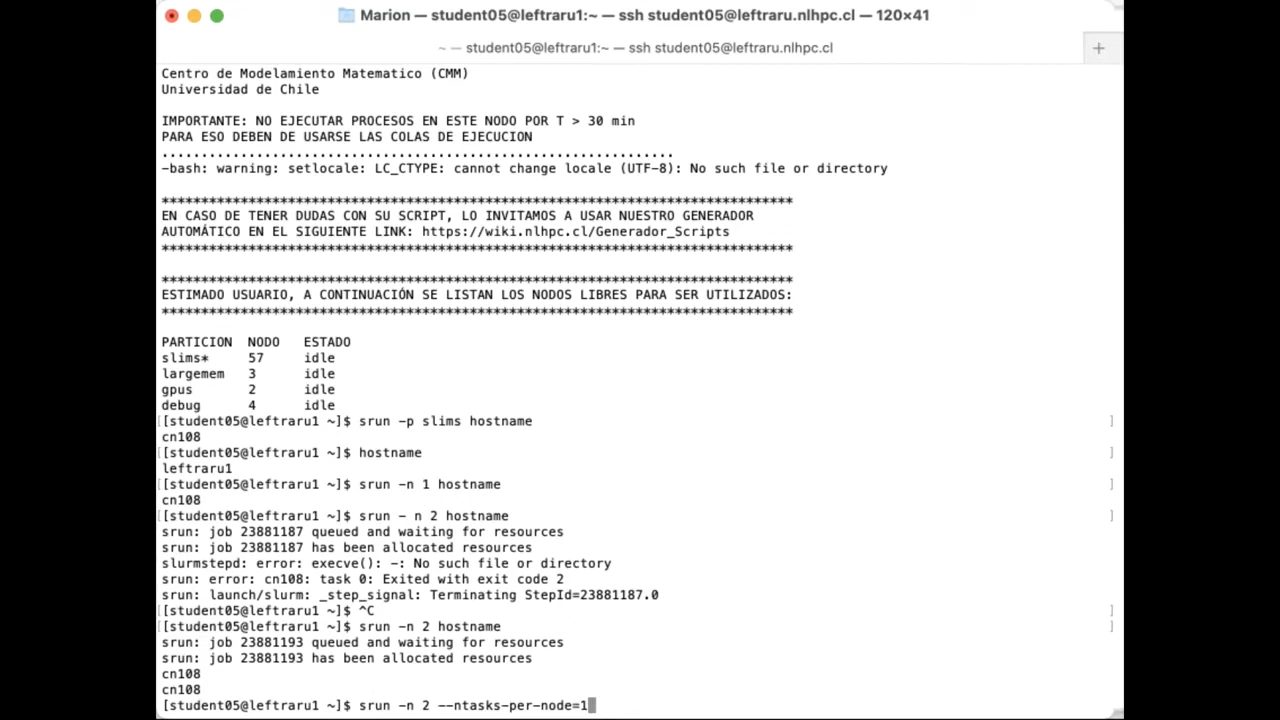 Marion — student05@leftraru1:~ — ssh student05@leftraru.nlhpc.cl — 120×41
~ — student05@leftraru1:~ — ssh student05@leftraru.nlhpc.cl
+
Centro de Modelamiento Matematico (CMM)
Universidad de Chile
IMPORTANTE: NO EJECUTAR PROCESOS EN ESTE NODO POR T > 30 min
PARA ESO DEBEN DE USARSE LAS COLAS DE EJECUCION
.................................................................
-bash: warning: setlocale: LC_CTYPE: cannot change locale (UTF-8): No such file or directory
********************************************************************************
EN CASO DE TENER DUDAS CON SU SCRIPT, LO INVITAMOS A USAR NUESTRO GENERADOR
AUTOMÁTICO EN EL SIGUIENTE LINK: https://wiki.nlhpc.cl/Generador_Scripts
********************************************************************************
********************************************************************************
ESTIMADO USUARIO, A CONTINUACIÓN SE LISTAN LOS NODOS LIBRES PARA SER UTILIZADOS:
********************************************************************************
PARTICION NODO ESTADO
slims* 57 idle
largemem 3 idle
gpus 2 idle
debug 4 idle
[[student05@leftraru1 ~]$ srun -p slims hostname ]
cn108
[[student05@leftraru1 ~]$ hostname ]
leftraru1
[[student05@leftraru1 ~]$ srun -n 1 hostname ]
cn108
[[student05@leftraru1 ~]$ srun - n 2 hostname ]
srun: job 23881187 queued and waiting for resources
srun: job 23881187 has been allocated resources
slurmstepd: error: execve(): -: No such file or directory
srun: error: cn108: task 0: Exited with exit code 2
srun: launch/slurm: _step_signal: Terminating StepId=23881187.0
[[student05@leftraru1 ~]$ ^C ]
[[student05@leftraru1 ~]$ srun -n 2 hostname ]
srun: job 23881193 queued and waiting for resources
srun: job 23881193 has been allocated resources
cn108
cn108
[student05@leftraru1 ~]$ srun -n 2 --ntasks-per-node=1